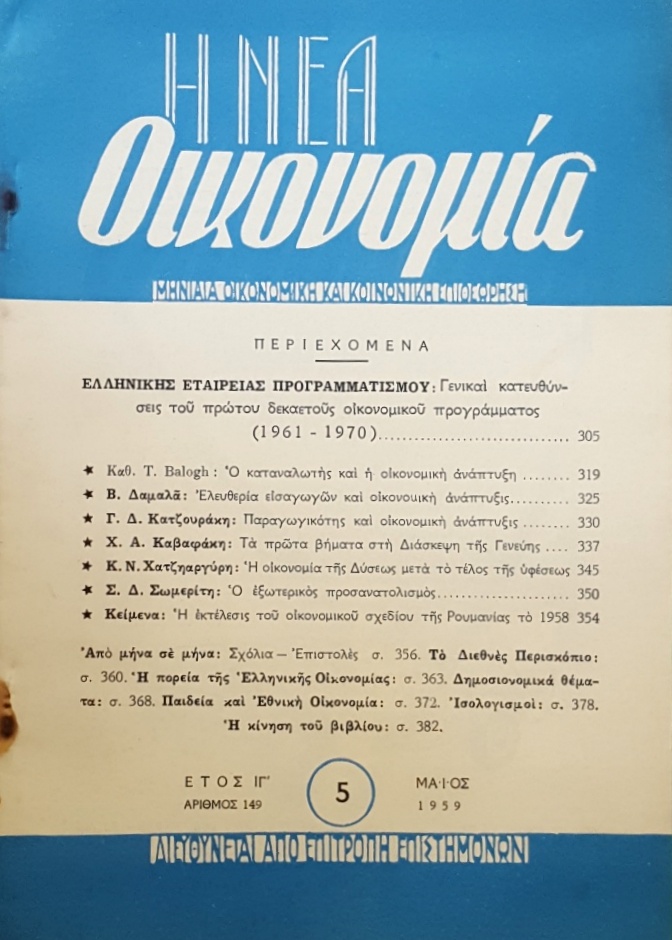 Η ΝΕΑ
Οικονομία
ΜΗΝΙΑΙΑ ΟΙΚΟΝΟΜΙΚΗ ΚΑΙ ΚΟΙΝΩΝΙΚΗ ΕΠΙΘΕΩΡΗΣΗ
ΠΕΡΙΕΧΟΜΕΝΑ
ΕΛΛΗΝΙΚΗΣ ΕΤΑΙΡΕΙΑΣ ΠΡΟΓΡΑΜΜΑΤΙΣΜΟΥ: Γενικαὶ κατευθύν-
σεις τοῦ πρώτου δεκαετοῦς οἰκονομικοῦ προγράμματος
(1961 - 1970)............................... 305
★ Καθ. T. Balogh : Ὁ καταναλωτὴς καὶ ἡ οἰκονομικὴ ἀνάπτυξη ........ 319
★ Β. Δαμαλᾶ: Ἐλευθερία εἰσαγωγῶν καὶ οἰκονομικὴ ἀνάπτυξις.......... 325
★ Γ. Δ. Κατζουράκη: Παραγωγικότης καὶ οἰκονομικὴ ἀνάπτυξις ........ 330
★ Χ. Α. Καβαφάκη: Τὰ πρῶτα βήματα στὴ Διάσκεψη τῆς Γενεύης .... 337
★ Κ. Ν. Χατζηαργύρη: Ἡ οἰκονομία τῆς Δύσεως μετὰ τὸ τέλος τῆς ὑφέσεως 345
★ Σ. Δ. Σωμερίτη: Ὁ ἐξωτερικὸς προσανατολισμὸς...................... 350
★ Κείμενα: Ἡ ἐκτέλεσις τοῦ οἰκονομικοῦ σχεδίου τῆς Ρουμανίας τὸ 1958 354
Ἀπὸ μήνα σὲ μήνα: Σχόλια — Ἐπιστολὲς σ. 356. Τὸ Διεθνὲς Περισκόπιο:
σ. 360. Ἡ πορεία τῆς Ἑλληνικῆς Οἰκονομίας: σ. 363. Δημοσιονομικὰ θέμα-
τα: σ. 368. Παιδεία καὶ Ἐθνικὴ Οἰκονομία: σ. 372. Ἰσολογισμοὶ: σ. 378.
Ἡ κίνηση τοῦ βιβλίου: σ. 382.
ΕΤΟΣ ΙΓ' 5 ΜΑ·Ι·ΟΣ
ΑΡΙΘΜΟΣ 149 1959
ΔΙΕΥΘΥΝΕΤΑΙ ΑΠΟ ΕΠΙΤΡΟΠΗ ΕΠΙΣΤΗΜΟΝΩΝ